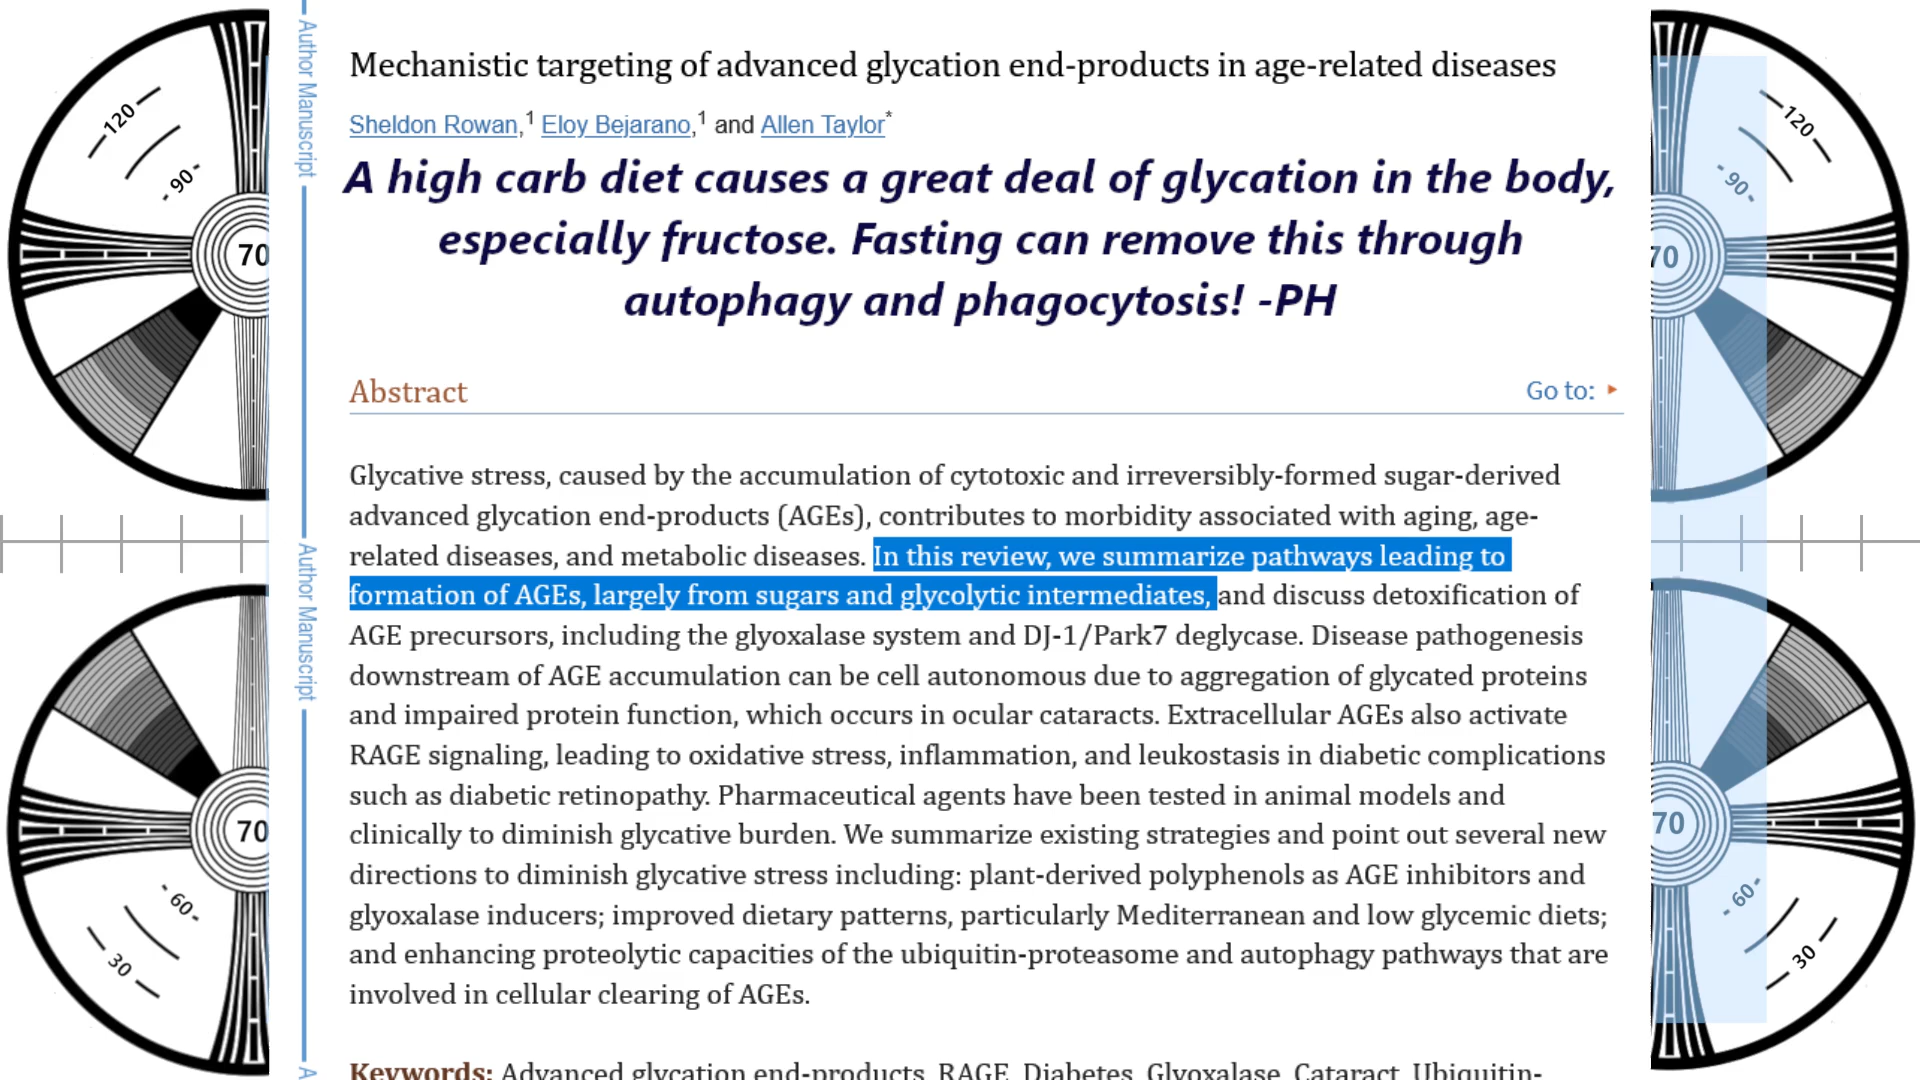 Mechanistic targeting of advanced glycation end-products in age-related diseases
Sheldon Rowan,1 Eloy Bejarano,1 and Allen Taylor*
A high carb diet causes a great deal of glycation in the body,
especially fructose. Fasting can remove this through
autophagy and phagocytosis! -PH
Abstract
Go to:
Glycative stress, caused by the accumulation of cytotoxic and irreversibly-formed sugar-derived
advanced glycation end-products (AGEs), contributes to morbidity associated with aging, age-
related diseases, and metabolic diseases. In this review, we summarize pathways leading to
formation of AGEs, largely from sugars and glycolytic intermediates, and discuss detoxification of
AGE precursors, including the glyoxalase system and DJ-1/Park7 deglycase. Disease pathogenesis
downstream of AGE accumulation can be cell autonomous due to aggregation of glycated proteins
and impaired protein function, which occurs in ocular cataracts. Extracellular AGEs also activate
RAGE signaling, leading to oxidative stress, inflammation, and leukostasis in diabetic complications
such as diabetic retinopathy. Pharmaceutical agents have been tested in animal models and
clinically to diminish glycative burden. We summarize existing strategies and point out several new
directions to diminish glycative stress including: plant-derived polyphenols as AGE inhibitors and
glyoxalase inducers; improved dietary patterns, particularly Mediterranean and low glycemic diets;
and enhancing proteolytic capacities of the ubiquitin-proteasome and autophagy pathways that are
involved in cellular clearing of AGEs.
Keywords: Advanced glycation end-products, RAGE, Diabetes, Glyoxalase, Cataract, Ubiquitin-
Author Manuscript
Author Manuscript
A
120
- 90 -
70
70
- 60 -
30
120
- 90 -
70
70
- 60 -
30